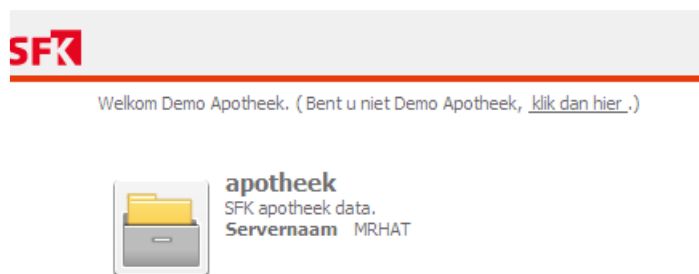 SFK
Welkom Demo Apotheek. ( Bent u niet Demo Apotheek, klik dan hier .)
apotheek
SFK apotheek data.
Servernaam MRHAT